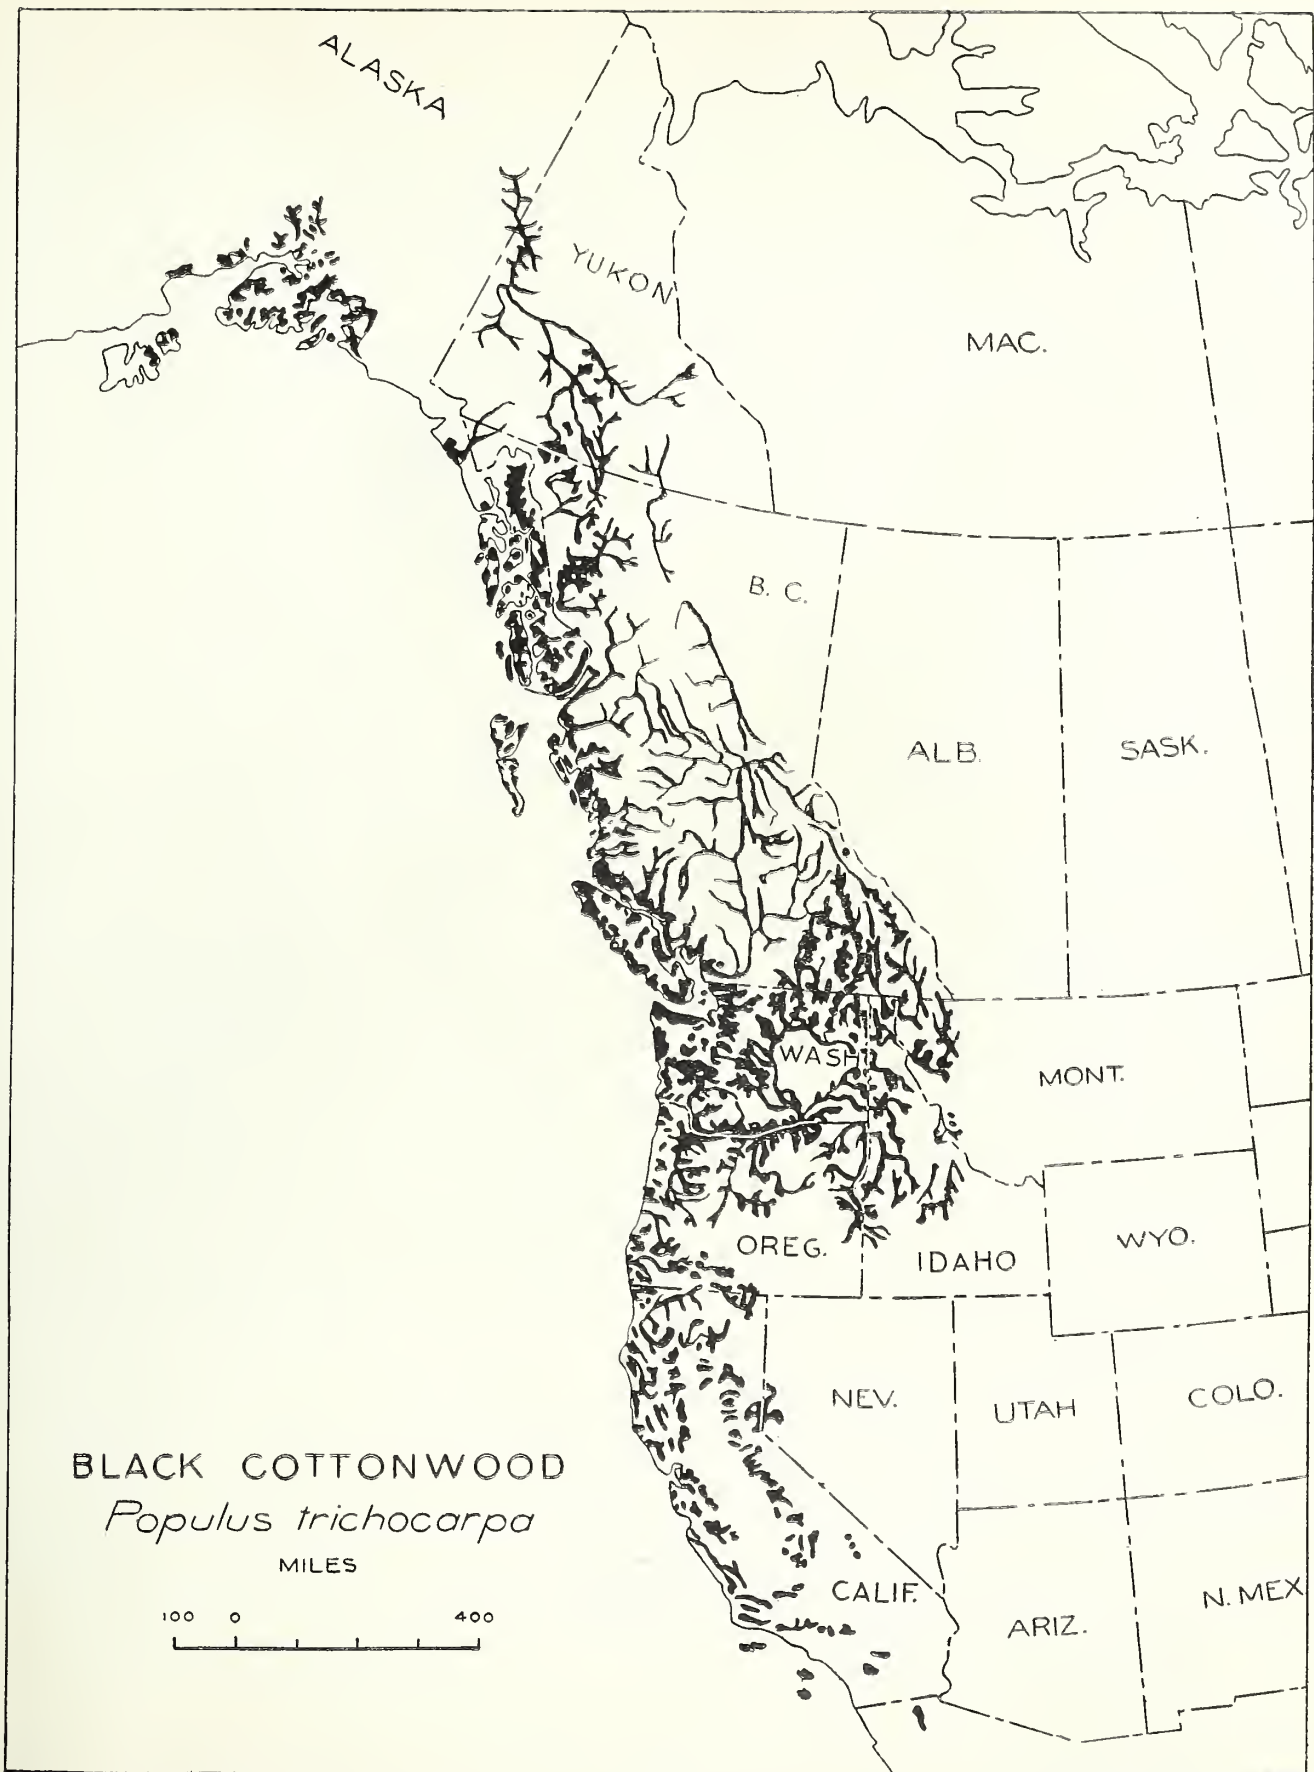 ALASKA
YUKON
MAC.
B. C.
ALB.
SASK.
WASH
MONT.
OREG.
IDAHO
WYO.
NEV.
UTAH
COLO.
BLACK COTTONWOOD
Populus trichocarpa
MILES
100 0 400
CALIF.
ARIZ.
N. MEX